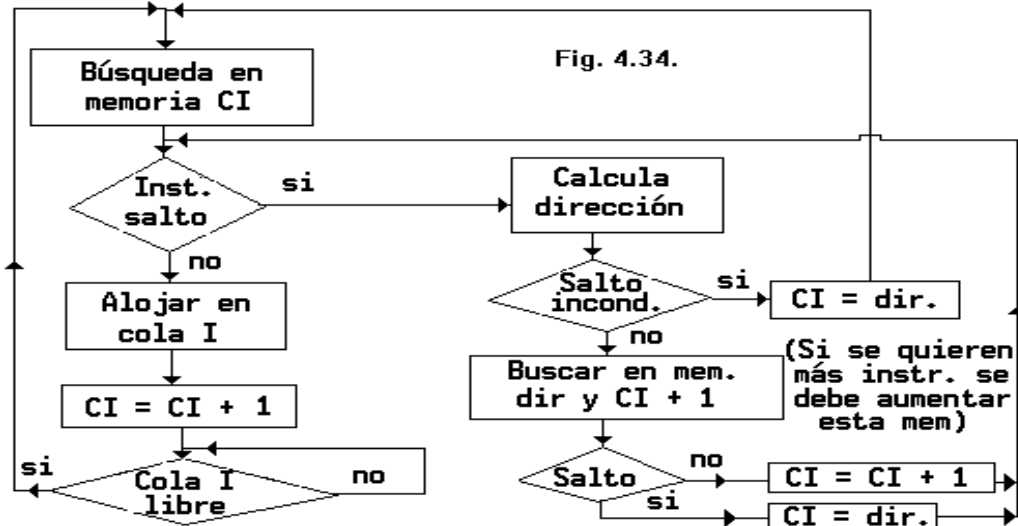 Fig. 4.34.
Búsqueda en
memoria CI
Inst.
salto
si
no
Alojar en
cola I
CI = CI + 1
Cola I
libre
si
no
Calcula
dirección
Salto
incond.
si
CI = dir.
no
Buscar en mem.
dir y CI + 1
(Si se quieren
más instr. se
debe aumentar
esta mem)
Salto
no
CI = CI + 1
si
CI = dir.